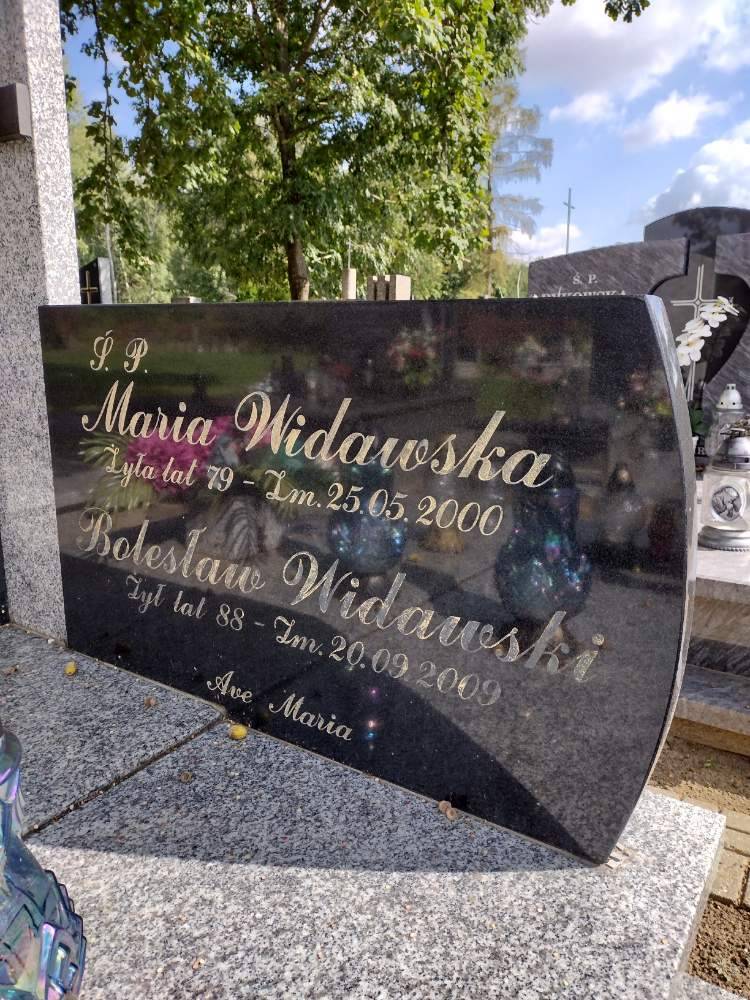 Ś. P.
Maria Widawska
Żyła lat 79 - Zm. 25.05.2000
Bolesław Widawski
Żył lat 88 - Zm. 20.09.2009
Ave Maria
Ś. P.